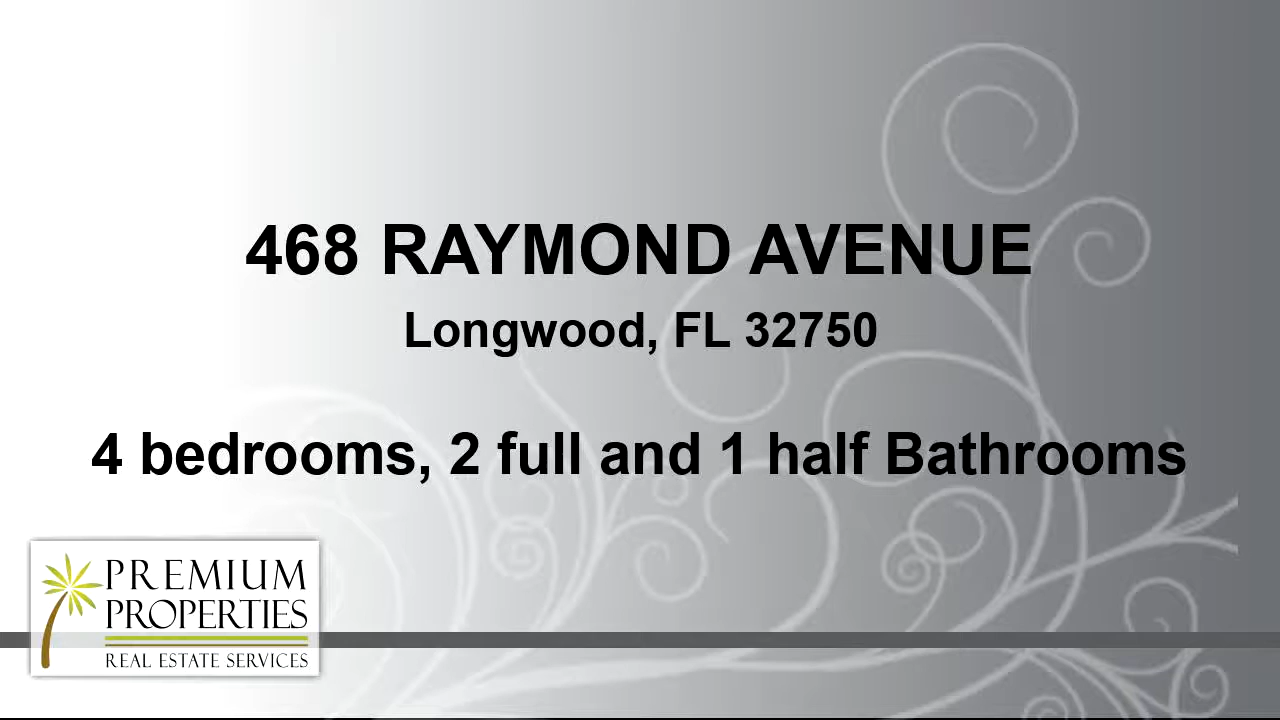 468 RAYMOND AVENUE
Longwood, FL 32750
4 bedrooms, 2 full and 1 half Bathrooms
PREMIUM
PROPERTIES
REAL ESTATE SERVICES